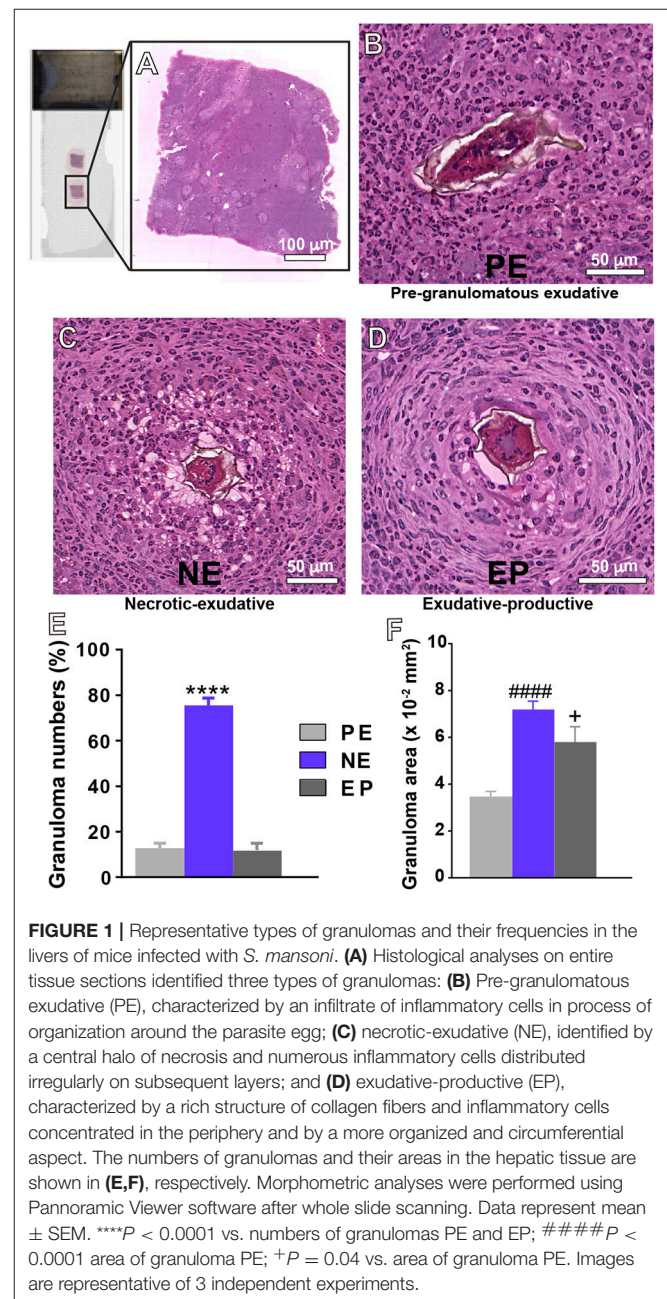 A
100 µm
B
PE
50 µm
Pre-granulomatous exudative
C
NE
50 µm
Necrotic-exudative
D
EP
50 µm
Exudative-productive
E
Granuloma numbers (%)
100
80
60
40
20
0
****
PE
NE
EP
F
Granuloma area (x 10⁻² mm²)
10
8
6
4
2
0
####
+
FIGURE 1 | Representative types of granulomas and their frequencies in the
livers of mice infected with S. mansoni. (A) Histological analyses on entire
tissue sections identified three types of granulomas: (B) Pre-granulomatous
exudative (PE), characterized by an infiltrate of inflammatory cells in process of
organization around the parasite egg; (C) necrotic-exudative (NE), identified by
a central halo of necrosis and numerous inflammatory cells distributed
irregularly on subsequent layers; and (D) exudative-productive (EP),
characterized by a rich structure of collagen fibers and inflammatory cells
concentrated in the periphery and by a more organized and circumferential
aspect. The numbers of granulomas and their areas in the hepatic tissue are
shown in (E,F), respectively. Morphometric analyses were performed using
Pannoramic Viewer software after whole slide scanning. Data represent mean
± SEM. ****P < 0.0001 vs. numbers of granulomas PE and EP; ####P <
0.0001 area of granuloma PE; +P = 0.04 vs. area of granuloma PE. Images
are representative of 3 independent experiments.